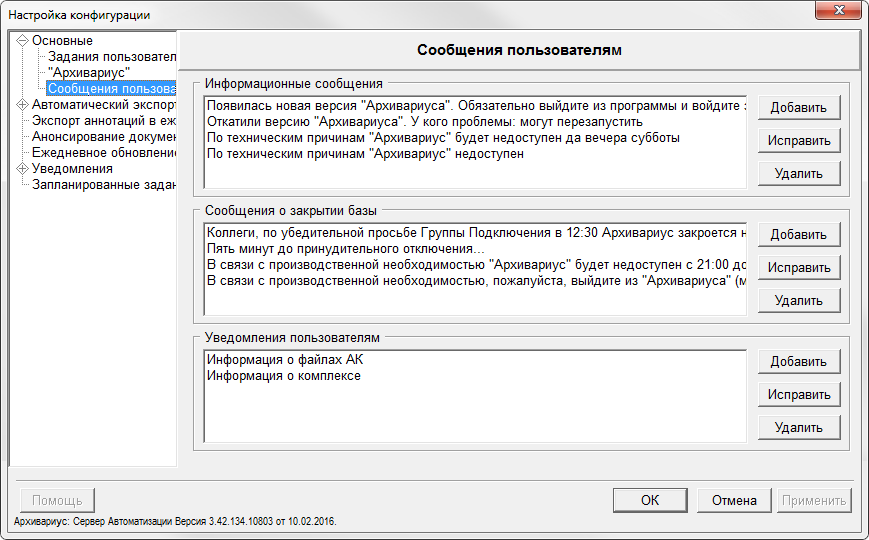 Настройка конфигурации
Основные
Задания пользовател
"Архивариус"
Сообщения пользова
Автоматический экспорт
Экспорт аннотаций в еж
Анонсирование докумен
Ежедневное обновление
Уведомления
Запланированные задан
Сообщения пользователям
Информационные сообщения
Появилась новая версия "Архивариуса". Обязательно выйдите из программы и войдите з
Откатили версию "Архивариуса". У кого проблемы: могут перезапустить
По техническим причинам "Архивариус" будет недоступен да вечера субботы
По техническим причинам "Архивариус" недоступен
Добавить
Исправить
Удалить
Сообщения о закрытии базы
Коллеги, по убедительной просьбе Группы Подключения в 12:30 Архивариус закроется н
Пять минут до принудительного отключения...
В связи с производственной необходимостью "Архивариус" будет недоступен с 21:00 до
В связи с производственной необходимостью, пожалуйста, выйдите из "Архивариуса" (м
Добавить
Исправить
Удалить
Уведомления пользователям
Информация о файлах АК
Информация о комплексе
Добавить
Исправить
Удалить
Помощь
ОК
Отмена
Применить
Архивариус: Сервер Автоматизации Версия 3.42.134.10803 от 10.02.2016.